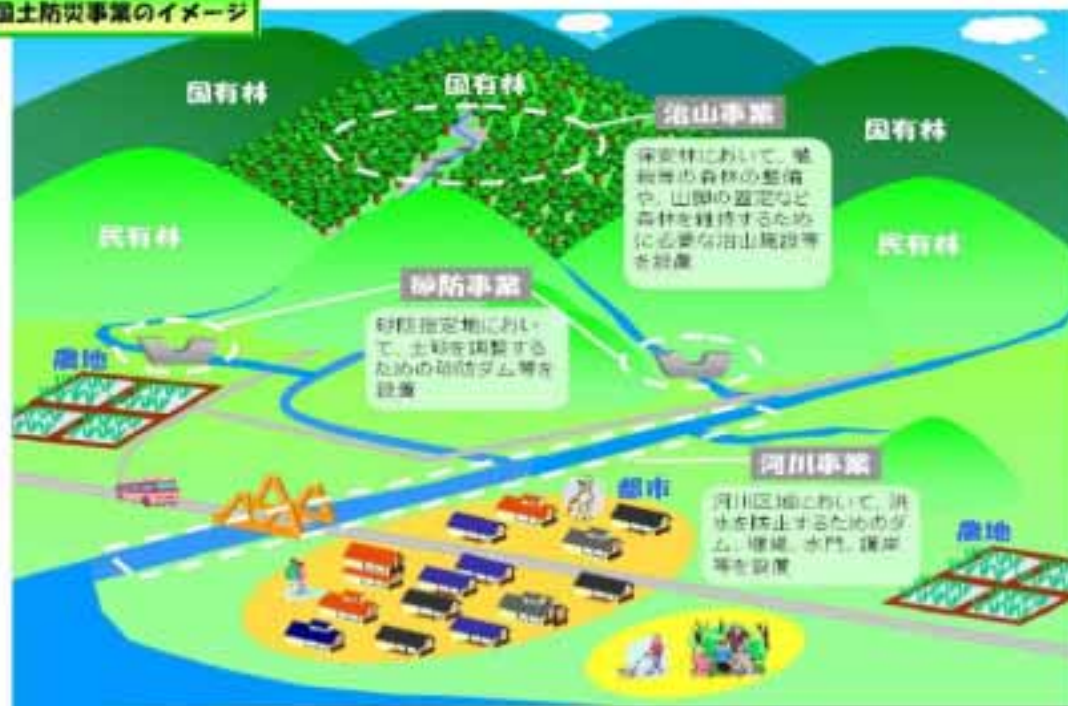 国土防災事業のイメージ
国有林
国有林
国有林
治山事業
保安林において、植
栽等の森林の整備
や、山脚の固定など
森林を維持するため
に必要な治山施設等
を設置
民有林
民有林
砂防事業
砂防指定地におい
て、土砂を調整する
ための砂防ダム等を
設置
農地
河川事業
河川区域において、洪
水を防止するためのダ
ム、堰堤、水門、護岸
等を設置
都市
農地